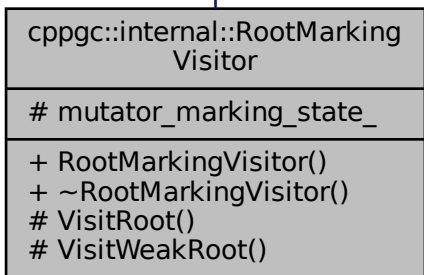 cppgc::internal::RootMarking
Visitor
# mutator_marking_state_
+ RootMarkingVisitor()
+ ~RootMarkingVisitor()
# VisitRoot()
# VisitWeakRoot()